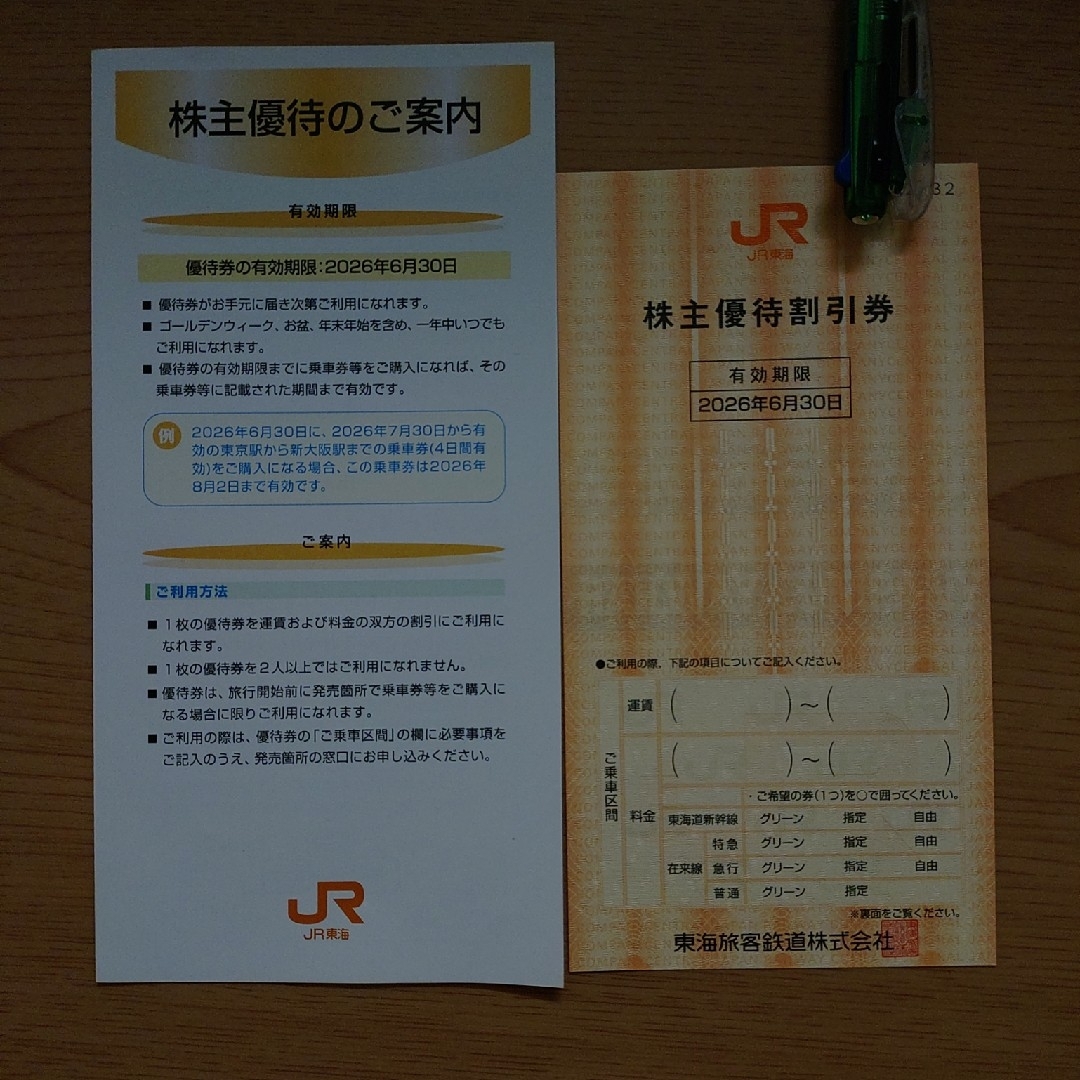 株主優待のご案内
有効期限
優待券の有効期限：2026年6月30日
■ 優待券がお手元に届き次第ご利用になれます。
■ ゴールデンウィーク、お盆、年末年始を含め、一年中いつでも
ご利用になれます。
■ 優待券の有効期限までに乗車券等をご購入になれば、その
乗車券等に記載された期間まで有効です。
例
2026年6月30日に、2026年7月30日から有
効の東京駅から新大阪駅までの乗車券(4日間有
効)をご購入になる場合、この乗車券は2026年
8月2日まで有効です。
ご案内
ご利用方法
■ 1枚の優待券を運賃および料金の双方の割引にご利用に
なれます。
■ 1枚の優待券を2人以上ではご利用になれません。
■ 優待券は、旅行開始前に発売箇所で乗車券等をご購入に
なる場合に限りご利用になれます。
■ ご利用の際は、優待券の「ご乗車区間」の欄に必要事項を
ご記入のうえ、発売箇所の窓口にお申し込みください。
JR
JR東海
32
JR
JR東海
株主優待割引券
有効期限
2026年6月30日
●ご利用の際、下記の項目についてご記入ください。
ご乗車区間
運賃 ( )～( )
料金 ( )～( )
・ご希望の券(1つ)を○で囲ってください。
東海道新幹線 グリーン 指定 自由
在来線 特急 グリーン 指定 自由
急行 グリーン 指定 自由
普通 グリーン 指定
※裏面をご覧ください。
東海旅客鉄道株式会社